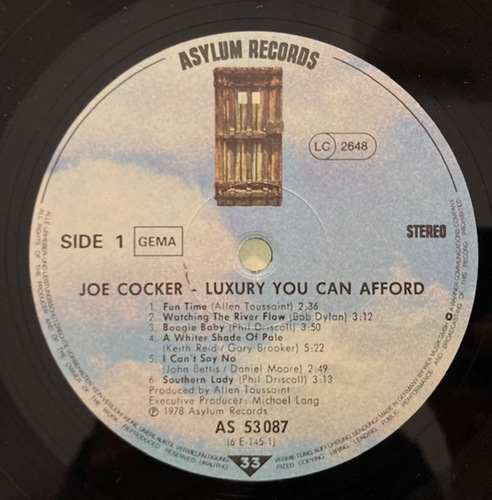 ASYLUM RECORDS
LC 2648
SIDE 1 GEMA
STEREO
JOE COCKER - LUXURY YOU CAN AFFORD
1. Fun Time (Allen Toussaint) 2:36
2. Watching The River Flow (Bob Dylan) 3:12
3. Boogie Baby (Phil Driscoll) 3:50
4. A Whiter Shade Of Pale
(Keith Reid / Gary Brooker) 5:22
5. I Can't Say No
(John Bettis / Daniel Moore) 2:49
6. Southern Lady (Phil Driscoll) 3:13
Produced by Allen Toussaint
Executive Producer: Michael Lang
℗ 1978 Asylum Records
AS 53 087
(6 E-145-1)
33